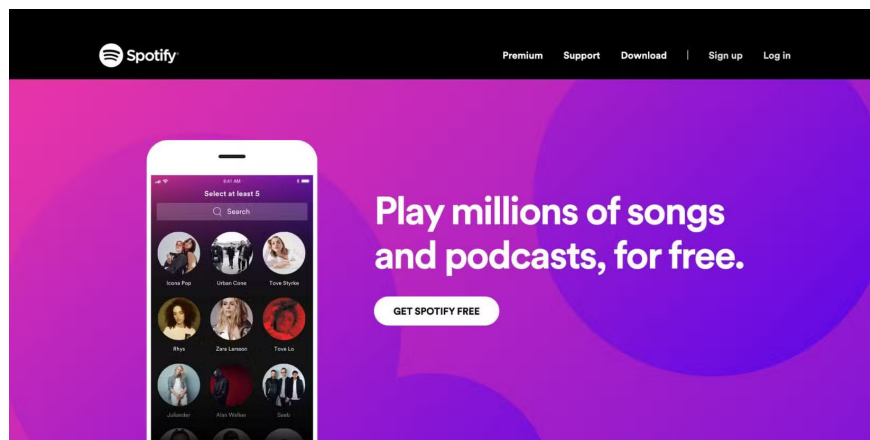 Spotify
Premium Support Download | Sign up Log in
9:41 AM
Select at least 5
Search
Icona Pop Urban Cone Tove Styrke
Rhys Zara Larsson Tove Lo
Juliander Alan Walker Seeb
Play millions of songs
and podcasts, for free.
GET SPOTIFY FREE